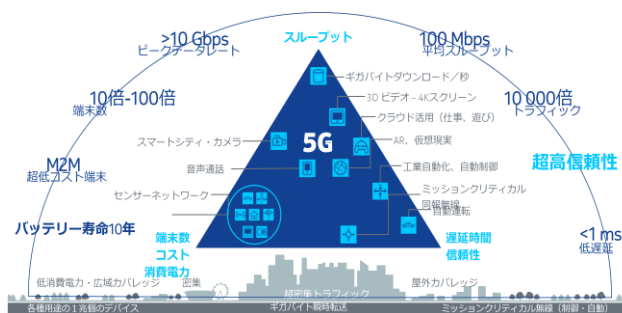 >10 Gbps
ピークデータレート
スループット
100 Mbps
平均スループット
ギガバイトダウンロード／秒
10倍-100倍
端末数
3D ビデオ – 4Kスクリーン
10 000倍
トラフィック
クラウド活用（仕事、遊び）
5G
スマートシティ・カメラ
AR、仮想現実
M2M
超低コスト端末
音声通話
工業自動化、自動制御
超高信頼性
センサーネットワーク
ミッションクリティカル
同報無線
自動運転
バッテリー寿命10年
端末数
コスト
消費電力
遅延時間
信頼性
<1 ms
低遅延
低消費電力・広域カバレッジ
密集
超密集トラフィック
屋外カバレッジ
各種用途の１兆個のデバイス
ギガバイト瞬時転送
ミッションクリティカル無線（制御・自動）